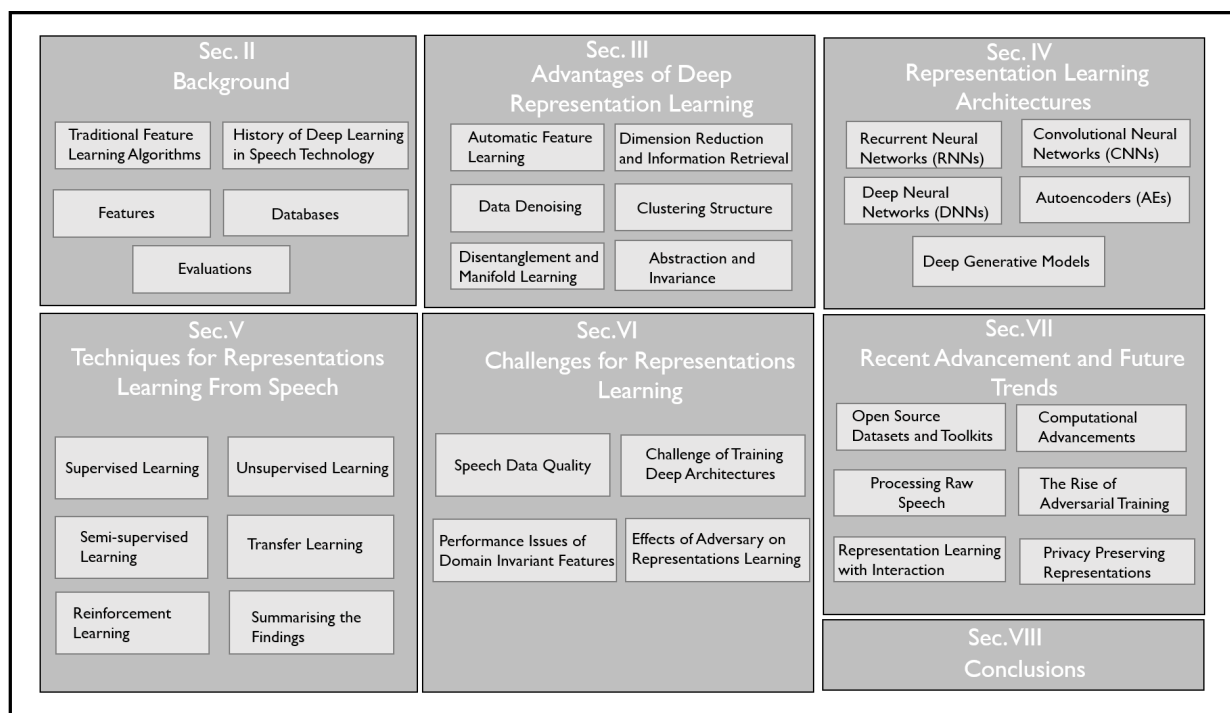 Sec. II
Background
Traditional Feature
Learning Algorithms
History of Deep Learning
in Speech Technology
Features
Databases
Evaluations
Sec. III
Advantages of Deep
Representation Learning
Automatic Feature
Learning
Dimension Reduction
and Information Retrieval
Data Denoising
Clustering Structure
Disentanglement and
Manifold Learning
Abstraction and
Invariance
Sec. IV
Representation Learning
Architectures
Recurrent Neural
Networks (RNNs)
Convolutional Neural
Networks (CNNs)
Deep Neural
Networks (DNNs)
Autoencoders (AEs)
Deep Generative Models
Sec. V
Techniques for Representations
Learning From Speech
Supervised Learning
Unsupervised Learning
Semi-supervised
Learning
Transfer Learning
Reinforcement
Learning
Summarising the
Findings
Sec. VI
Challenges for Representations
Learning
Speech Data Quality
Challenge of Training
Deep Architectures
Performance Issues of
Domain Invariant Features
Effects of Adversary on
Representations Learning
Sec. VII
Recent Advancement and Future
Trends
Open Source
Datasets and Toolkits
Computational
Advancements
Processing Raw
Speech
The Rise of
Adversarial Training
Representation Learning
with Interaction
Privacy Preserving
Representations
Sec. VIII
Conclusions